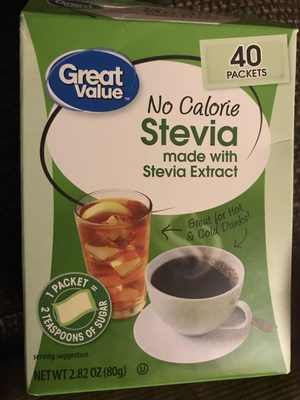 Great
Value
TM
40
PACKETS
No Calorie
Stevia
made with
Stevia Extract
Great for Hot
& Cold Drinks!
1 PACKET =
2 TEASPOONS OF SUGAR
serving suggestion
NET WT 2.82 OZ (80g)
U